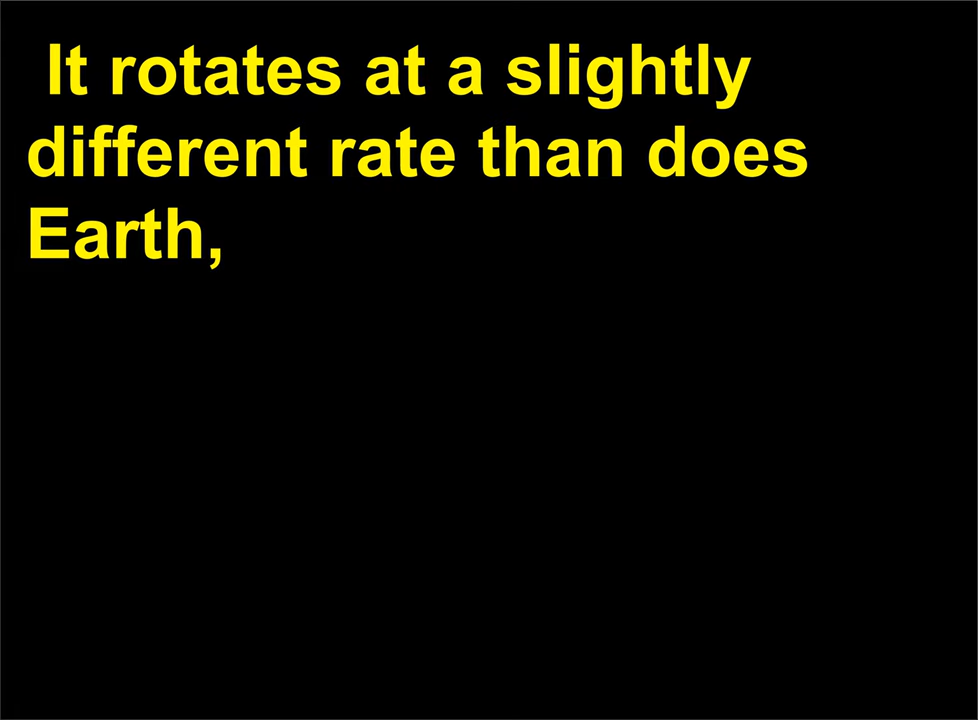 It rotates at a slightly
different rate than does
Earth,